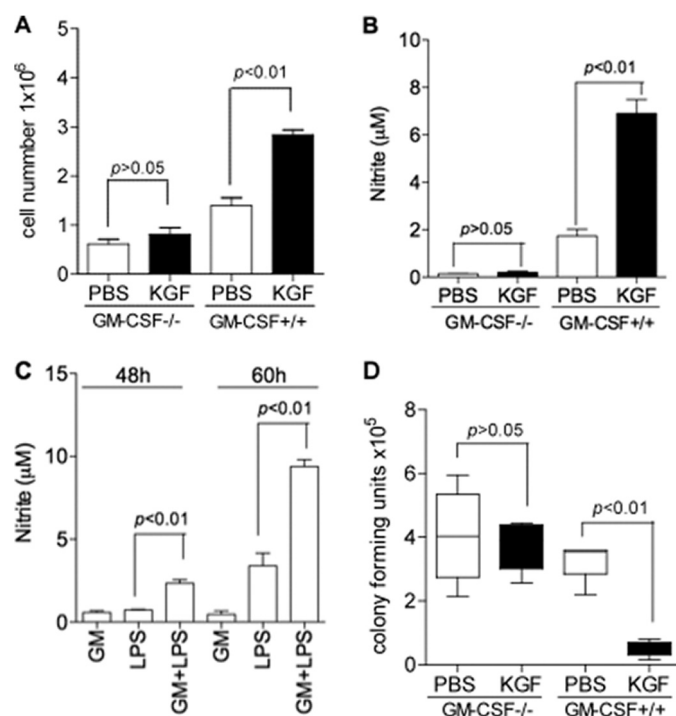 A
cell nummber 1x10⁶
5
4
3
2
1
0
p>0.05
p<0.01
PBS KGF PBS KGF
GM-CSF-/- GM-CSF+/+
B
Nitrite (µM)
10
8
6
4
2
0
p>0.05
p<0.01
PBS KGF PBS KGF
GM-CSF-/- GM-CSF+/+
C
48h 60h
Nitrite (µM)
15
10
5
0
p<0.01
p<0.01
GM LPS GM+LPS GM LPS GM+LPS
D
colony forming units x10⁵
8
6
4
2
0
p>0.05
p<0.01
PBS KGF PBS KGF
GM-CSF-/- GM-CSF+/+